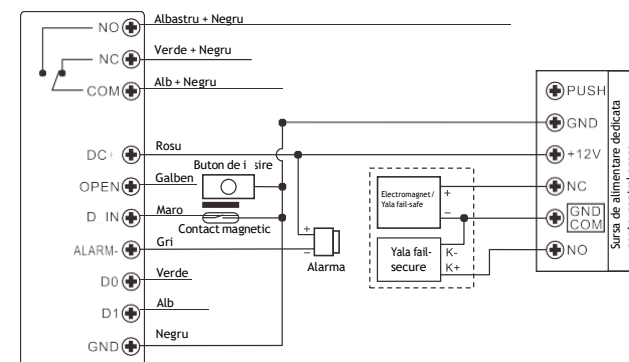 NO
Albastru + Negru
NC
Verde + Negru
COM
Alb + Negru
DC+
Rosu
OPEN
Galben
Buton de
D IN
Maro
Contact magnetic
ALARM-
Gri
+
−
Alarma
D0
Verde
D1
Alb
GND
Negru
Electromagnet/
Yala fail-safe
+
−
Yala fail-
secure
K-
K+
PUSH
GND
+12V
NC
GND
COM
NO
Sursa de alimentare dedicata